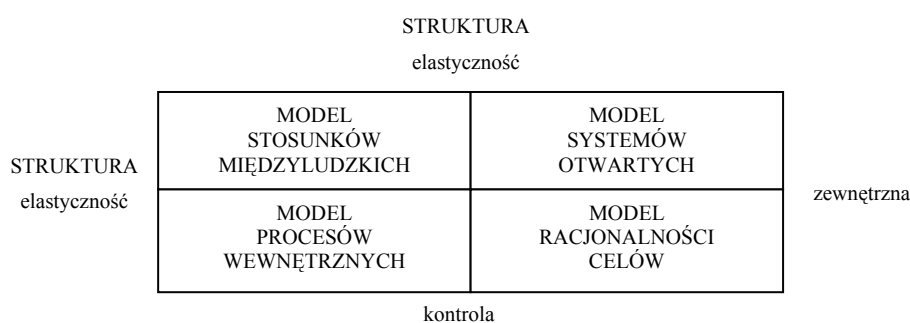 STRUKTURA
elastyczność
MODEL
STOSUNKÓW
MIĘDZYLUDZKICH
MODEL
SYSTEMÓW
OTWARTYCH
STRUKTURA
elastyczność
zewnętrzna
MODEL
PROCESÓW
WEWNĘTRZNYCH
MODEL
RACJONALNOŚCI
CELÓW
kontrola